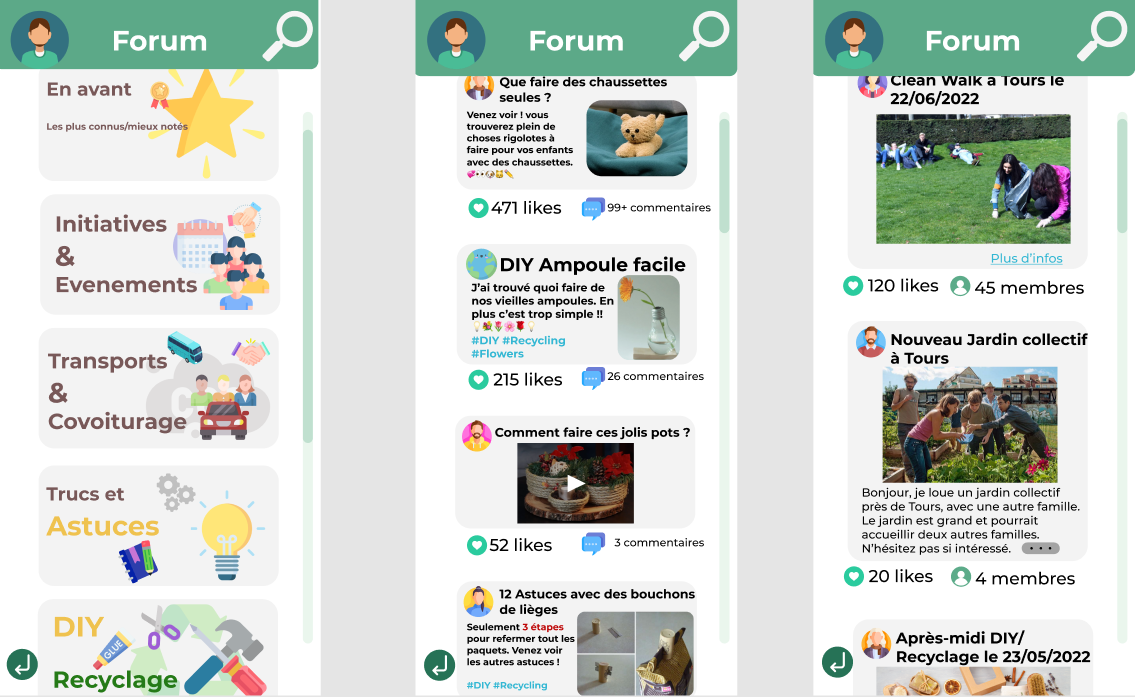 Forum
En avant
Les plus connus/mieux notés
Initiatives
&
Evenements
Transports
&
Covoiturage
Trucs et
Astuces
DIY
GLUE
Recyclage
Forum
Que faire des chaussettes
seules ?
Venez voir ! vous
trouverez plein de
choses rigolotes à
faire pour vos enfants
avec des chaussettes.
471 likes
99+ commentaires
DIY Ampoule facile
J'ai trouvé quoi faire de
nos vieilles ampoules. En
plus c'est trop simple !!
#DIY #Recycling
#Flowers
215 likes
26 commentaires
Comment faire ces jolis pots ?
52 likes
3 commentaires
12 Astuces avec des bouchons
de lièges
Seulement 3 étapes
pour refermer tout les
paquets. Venez voir
les autres astuces !
#DIY #Recycling
Forum
Clean Walk à Tours le
22/06/2022
Plus d'infos
120 likes
45 membres
Nouveau Jardin collectif
à Tours
Bonjour, je loue un jardin collectif
près de Tours, avec une autre famille.
Le jardin est grand et pourrait
accueillir deux autres familles.
N'hésitez pas si intéressé.
20 likes
4 membres
Après-midi DIY/
Recyclage le 23/05/2022